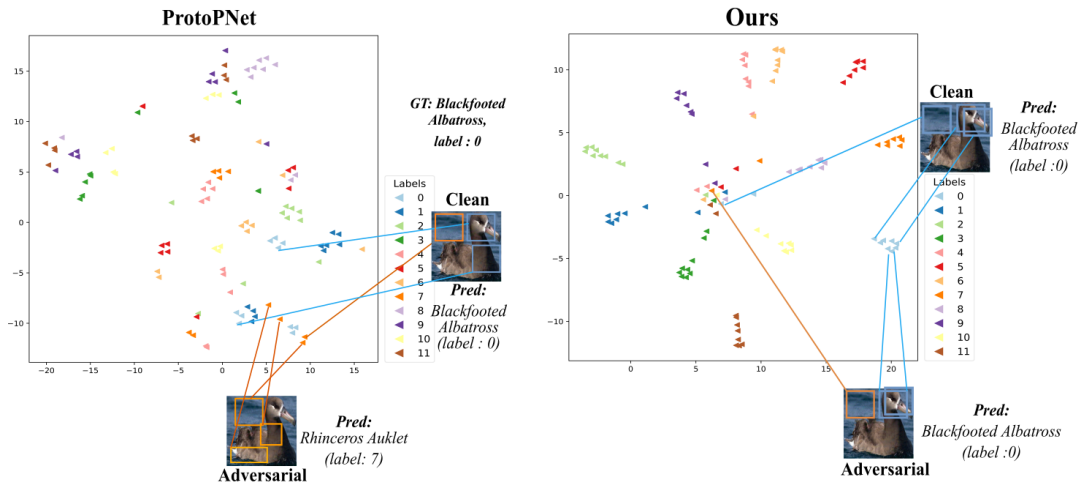 ProtoPNet
Ours
15
10
5
0
−5
−10
−15
−10
−5
0
5
10
15
GT: Blackfooted
Albatross,
label : 0
Labels
0
1
2
3
4
5
6
7
8
9
10
11
Clean
Pred:
Blackfooted
Albatross
(label : 0)
Pred:
Rhinceros Auklet
(label: 7)
Adversarial
10
5
0
−5
−10
0
5
10
15
20
Clean
Pred:
Blackfooted
Albatross
(label :0)
Labels
0
1
2
3
4
5
6
7
8
9
10
11
Pred:
Blackfooted Albatross
(label :0)
Adversarial